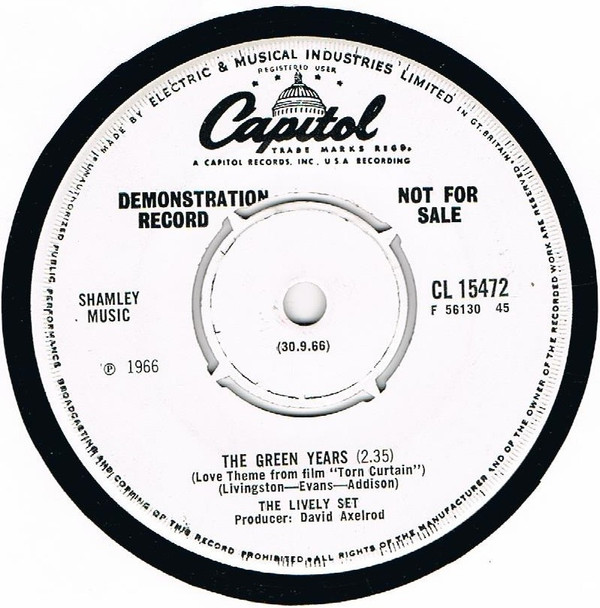 MADE BY ELECTRIC & MUSICAL INDUSTRIES LIMITED IN GT. BRITAIN. ALL RIGHTS OF THE MANUFACTURER AND OF THE OWNER OF THE RECORDED WORK ARE RESERVED
UNAUTHORIZED PUBLIC PERFORMANCE BROADCASTING AND COPYING OF THIS RECORD PROHIBITED
REGISTERED USER
Capitol
TRADE MARKS REGD.
A CAPITOL RECORDS, INC. U.S.A RECORDING
DEMONSTRATION
RECORD
NOT FOR
SALE
SHAMLEY
MUSIC
CL 15472
F 56130 45
Ⓟ 1966
(30.9.66)
THE GREEN YEARS (2.35)
(Love Theme from film "Torn Curtain")
(Livingston—Evans—Addison)
THE LIVELY SET
Producer: David Axelrod